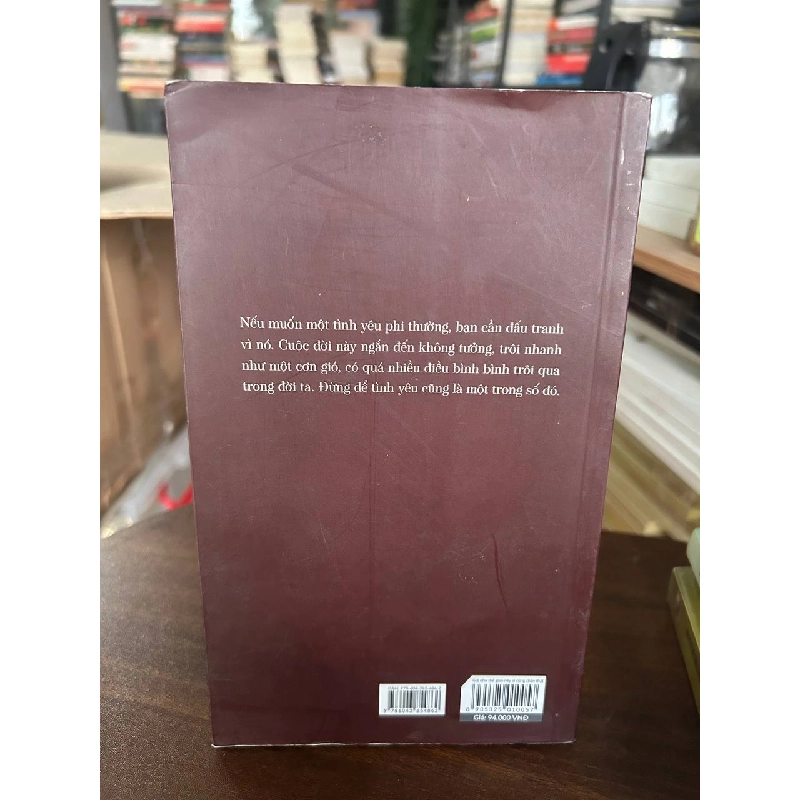 Nếu muốn một tình yêu phi thường, bạn cần đấu tranh
vì nó. Cuộc đời này ngắn đến không tưởng, trôi nhanh
như một cơn gió, có quá nhiều điều bình bình trôi qua
trong đời ta. Đừng để tình yêu cũng là một trong số đó.
Giá: 94.000 VNĐ